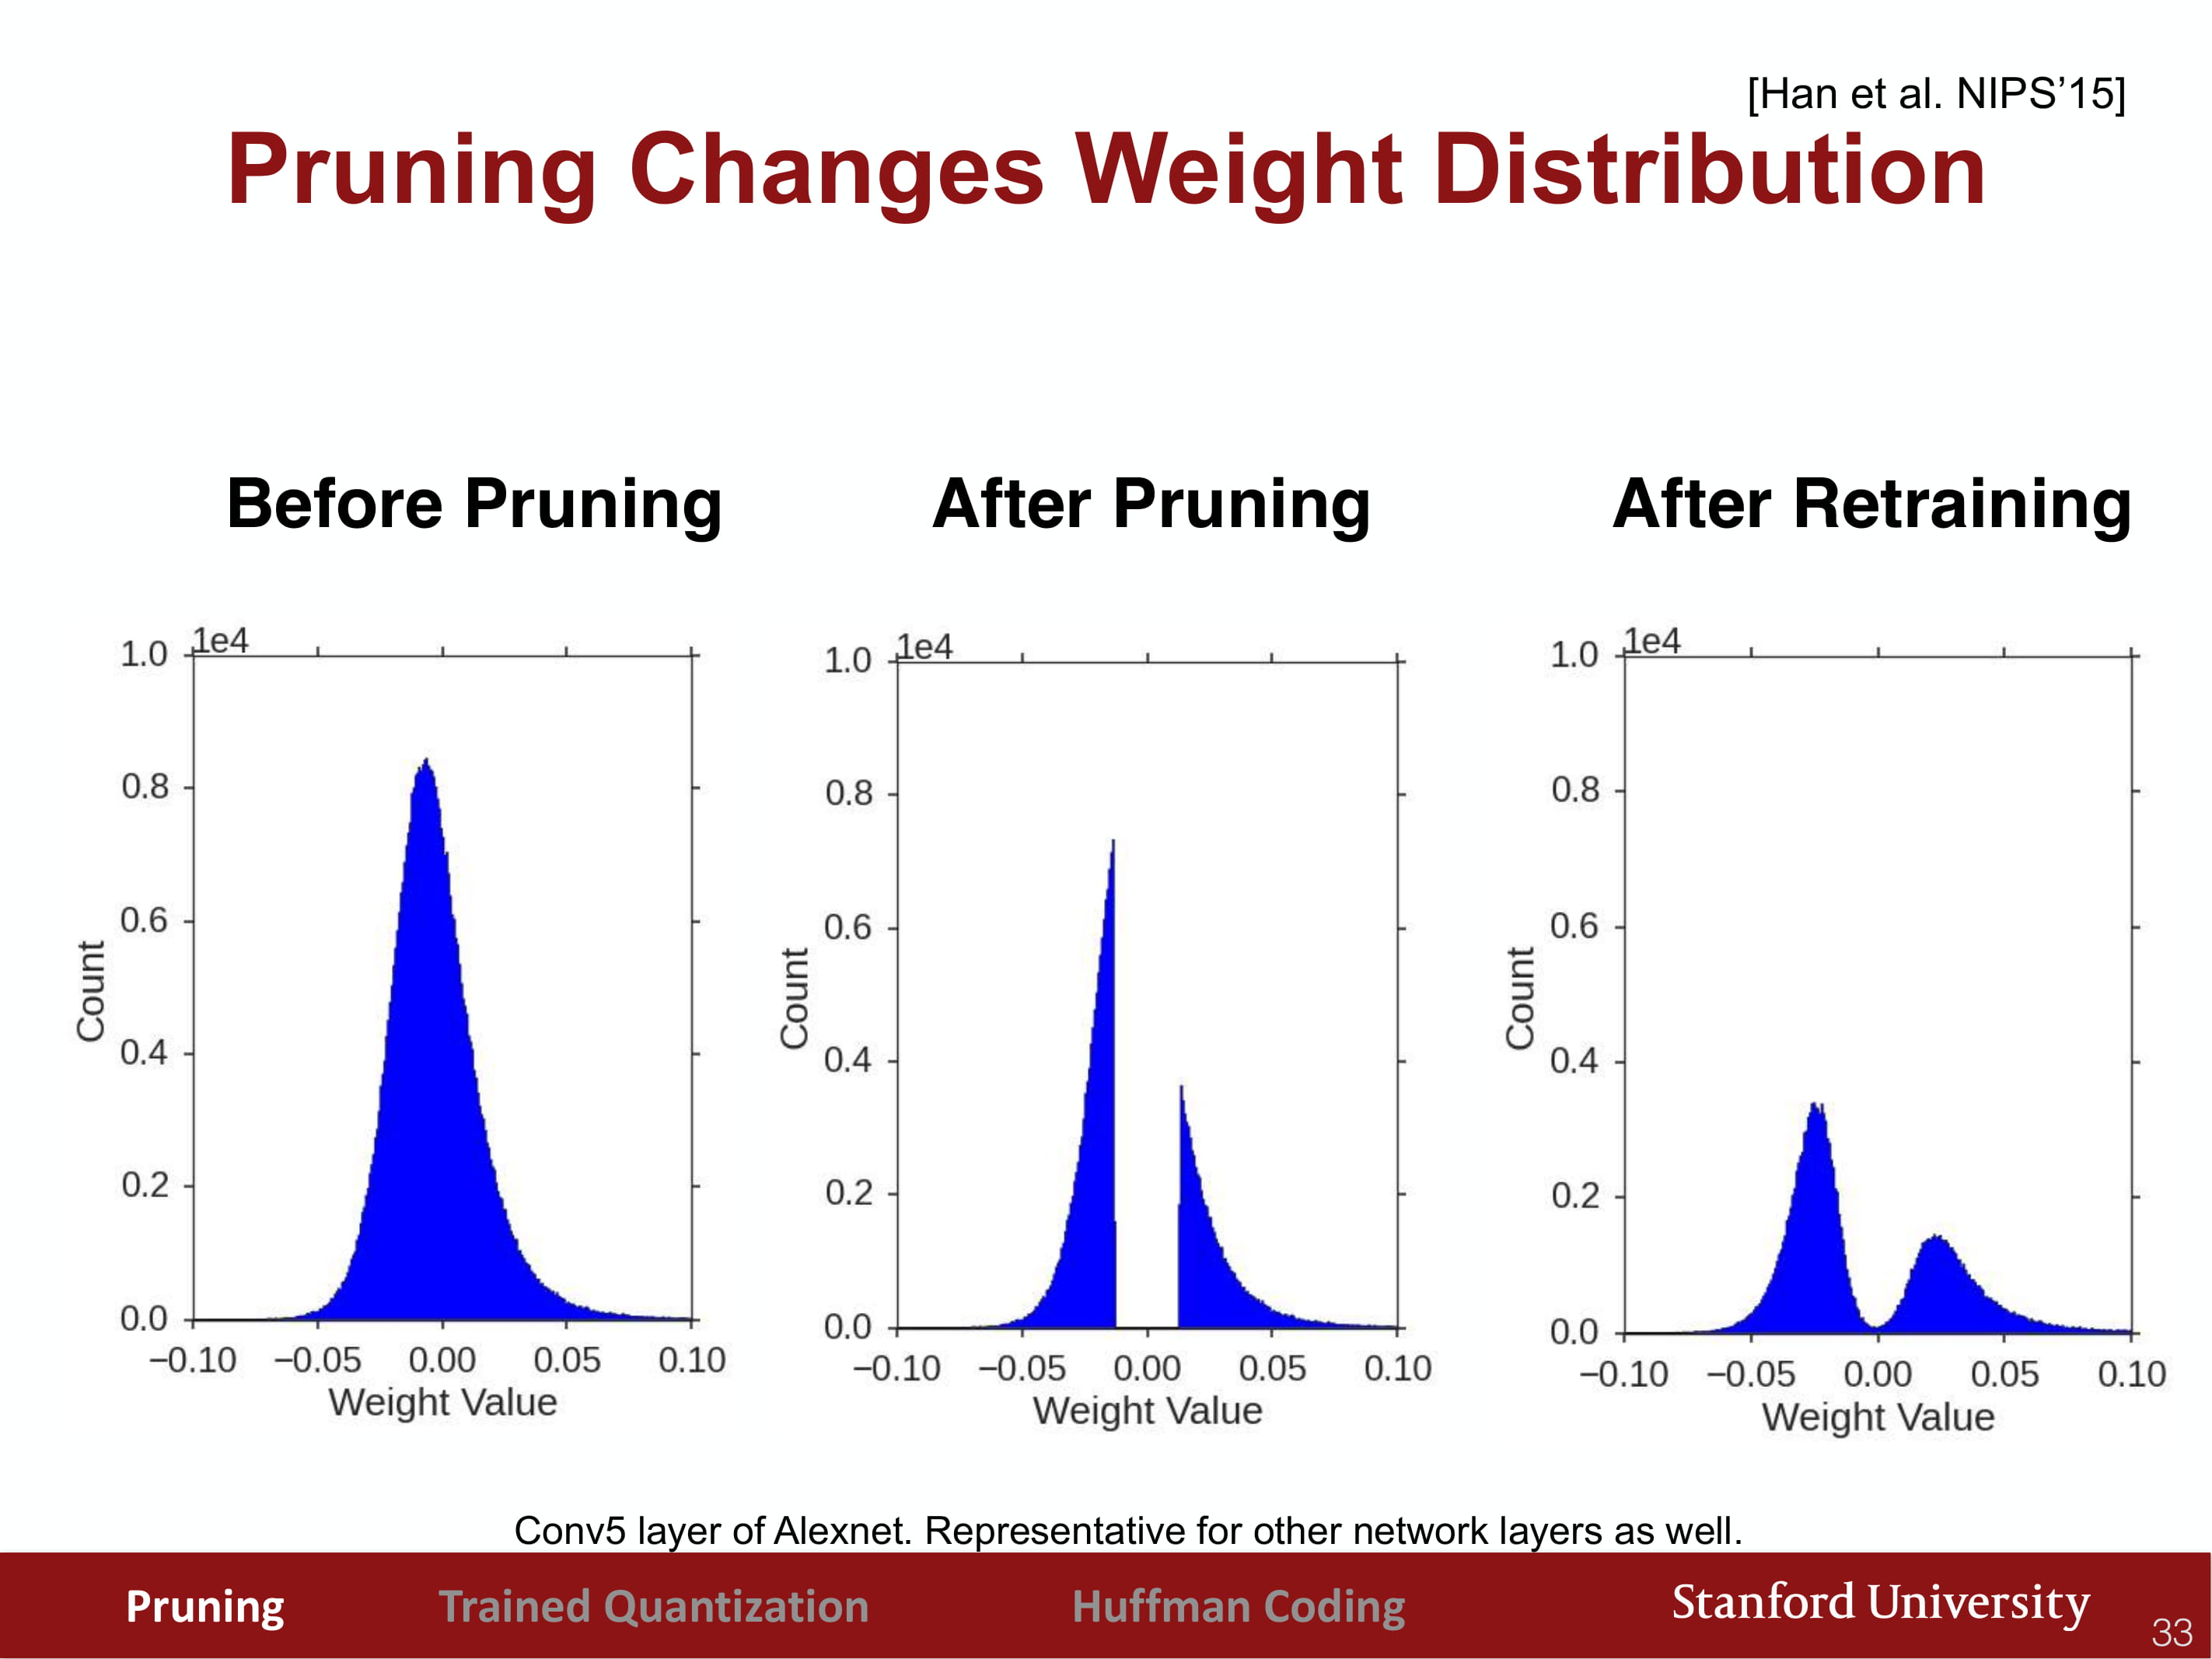 [Han et al. NIPS’15]
Pruning Changes Weight Distribution
Before Pruning
After Pruning
After Retraining
1e4
1.0
0.8
0.6
0.4
0.2
0.0
Count
−0.10 −0.05 0.00 0.05 0.10
Weight Value
1e4
1.0
0.8
0.6
0.4
0.2
0.0
Count
−0.10 −0.05 0.00 0.05 0.10
Weight Value
1e4
1.0
0.8
0.6
0.4
0.2
0.0
Count
−0.10 −0.05 0.00 0.05 0.10
Weight Value
Conv5 layer of Alexnet. Representative for other network layers as well.
Pruning
Trained Quantization
Huffman Coding
Stanford University
33